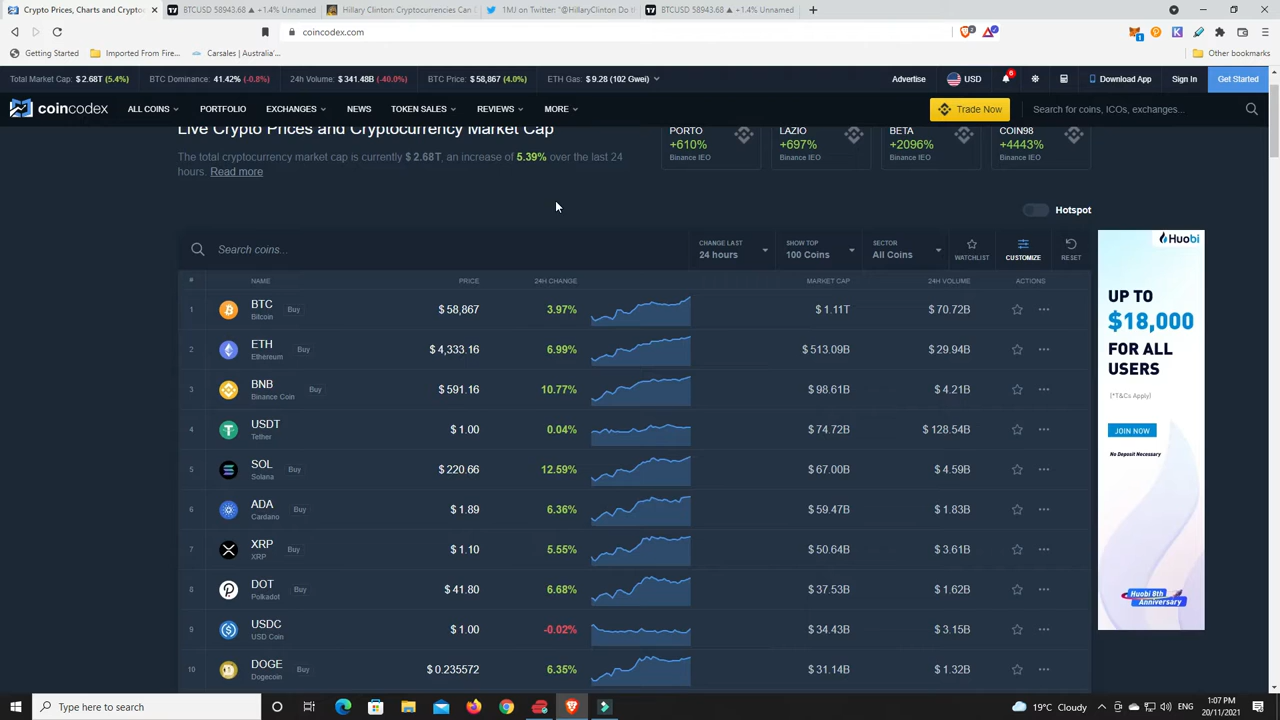 Crypto Prices, Charts and Cryptoc
BTCUSD 58943.68 ▲ +1.4% Unnamed
Hillary Clinton: Cryptocurrencies Can
1MJ on Twitter: "@HillaryClinton Do t
BTCUSD 58943.68 ▲ +1.4% Unnamed
coincodex.com
Getting Started
Imported From Fire...
Carsales | Australia'...
Other bookmarks
Total Market Cap: $ 2.68T (5.4%)
BTC Dominance: 41.42% (-0.8%)
24h Volume: $ 341.48B (-40.0%)
BTC Price: $ 58,867 (4.0%)
ETH Gas: $ 9.28 (102 Gwei)
Advertise
USD
6
Download App
Sign In
Get Started
coincodex
ALL COINS
PORTFOLIO
EXCHANGES
NEWS
TOKEN SALES
REVIEWS
MORE
Trade Now
Search for coins, ICOs, exchanges...
Live Crypto Prices and Cryptocurrency Market Cap
The total cryptocurrency market cap is currently $ 2.68T, an increase of 5.39% over the last 24
hours. Read more
PORTO
+610%
Binance IEO
LAZIO
+697%
Binance IEO
BETA
+2096%
Binance IEO
COIN98
+4443%
Binance IEO
Hotspot
Search coins...
CHANGE LAST
24 hours
SHOW TOP
100 Coins
SECTOR
All Coins
WATCHLIST
CUSTOMIZE
RESET
# NAME PRICE 24H CHANGE MARKET CAP 24H VOLUME ACTIONS
1 BTC Bitcoin Buy $ 58,867 3.97% $ 1.11T $ 70.72B
2 ETH Ethereum Buy $ 4,333.16 6.99% $ 513.09B $ 29.94B
3 BNB Binance Coin Buy $ 591.16 10.77% $ 98.61B $ 4.21B
4 USDT Tether $ 1.00 0.04% $ 74.72B $ 128.54B
5 SOL Solana Buy $ 220.66 12.59% $ 67.00B $ 4.59B
6 ADA Cardano Buy $ 1.89 6.36% $ 59.47B $ 1.83B
7 XRP XRP Buy $ 1.10 5.55% $ 50.64B $ 3.61B
8 DOT Polkadot Buy $ 41.80 6.68% $ 37.53B $ 1.62B
9 USDC USD Coin $ 1.00 -0.02% $ 34.43B $ 3.15B
10 DOGE Dogecoin Buy $ 0.235572 6.35% $ 31.14B $ 1.32B
Huobi
UP TO
$18,000
FOR ALL
USERS
(*T&Cs Apply)
JOIN NOW
No Deposit Necessary
Huobi 8th
Anniversary
Type here to search
19°C Cloudy
ENG
1:07 PM
20/11/2021